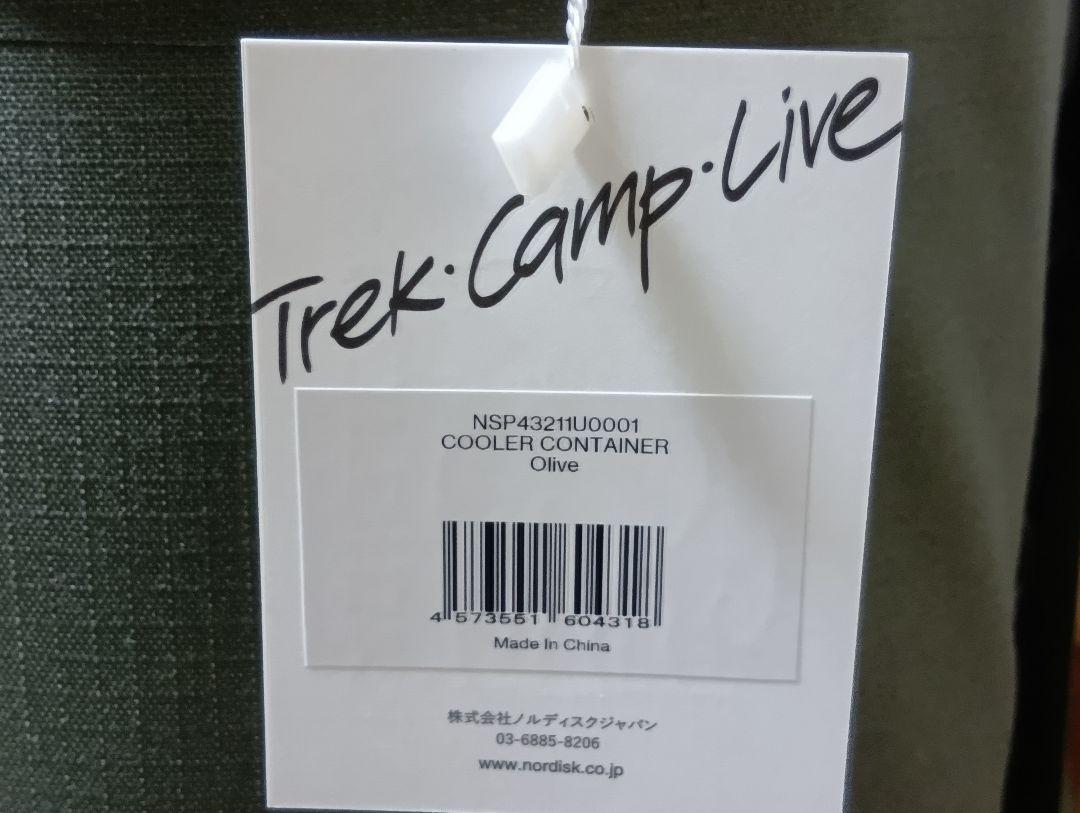 Trek·Camp·Live
NSP43211U0001
COOLER CONTAINER
Olive
4 573551 604318
Made In China
株式会社ノルディスクジャパン
03-6885-8206
www.nordisk.co.jp